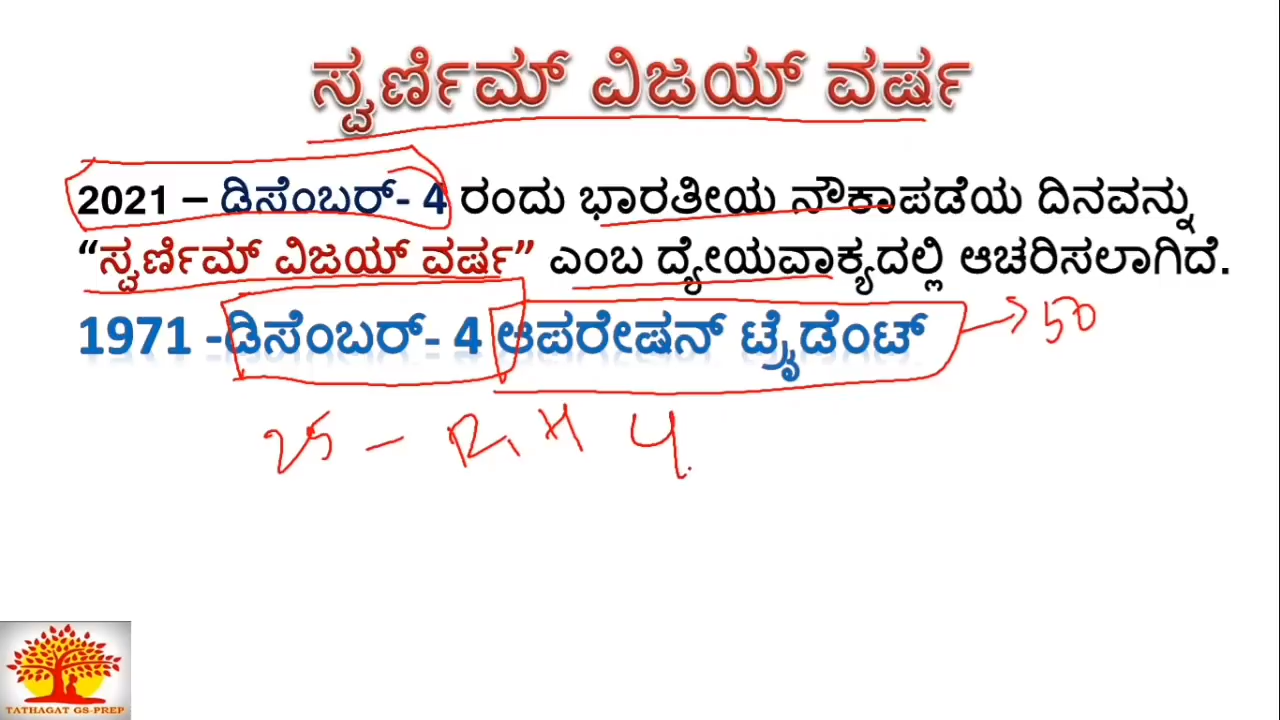 ಸ್ವರ್ಣಿಮ್ ವಿಜಯ್ ವರ್ಷ
2021 – ಡಿಸೆಂಬರ್- 4 ರಂದು ಭಾರತೀಯ ನೌಕಾಪಡೆಯ ದಿನವನ್ನು
“ಸ್ವರ್ಣಿಮ್ ವಿಜಯ್ ವರ್ಷ” ಎಂಬ ದ್ಯೇಯವಾಕ್ಯದಲ್ಲಿ ಆಚರಿಸಲಾಗಿದೆ.
1971 -ಡಿಸೆಂಬರ್- 4 ಆಪರೇಷನ್ ಟ್ರೈಡೆಂಟ್ → 50
25 –
TATHAGAT GS-PREP